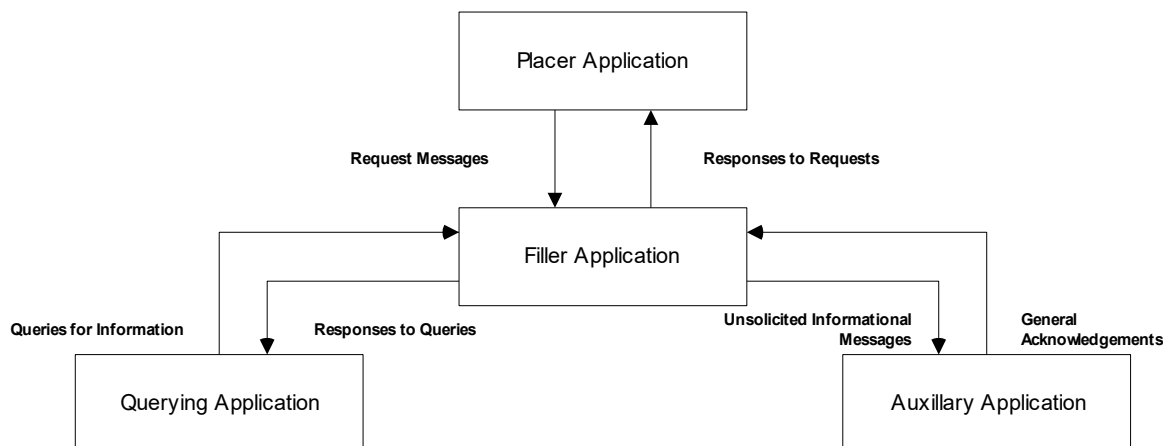 Placer Application
Request Messages
Responses to Requests
Filler Application
Queries for Information
Responses to Queries
Unsolicited Informational
Messages
General
Acknowledgements
Querying Application
Auxillary Application